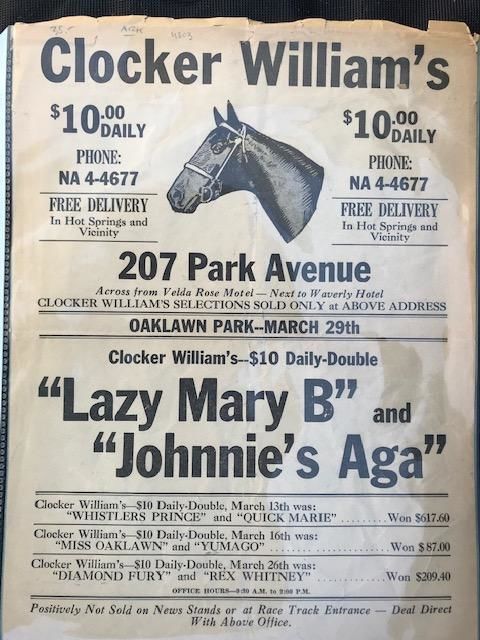 35.- ARK 4803
Clocker William's
$10.00 DAILY
PHONE:
NA 4-4677
FREE DELIVERY
In Hot Springs and
Vicinity
$10.00 DAILY
PHONE:
NA 4-4677
FREE DELIVERY
In Hot Springs and
Vicinity
207 Park Avenue
Across from Velda Rose Motel — Next to Waverly Hotel
CLOCKER WILLIAM'S SELECTIONS SOLD ONLY at ABOVE ADDRESS
OAKLAWN PARK--MARCH 29th
Clocker William's--$10 Daily-Double
"Lazy Mary B" and
"Johnnie's Aga"
Clocker William's—$10 Daily-Double, March 13th was:
"WHISTLERS PRINCE" and "QUICK MARIE" ..........Won $617.60
Clocker William's—$10 Daily-Double, March 16th was:
"MISS OAKLAWN" and "YUMAGO" ..................Won $ 87.00
Clocker William's—$10 Daily-Double, March 26th was:
"DIAMOND FURY" and "REX WHITNEY" ............Won $209.40
OFFICE HOURS—9:30 A.M. to 2:00 P.M.
Positively Not Sold on News Stands or at Race Track Entrance — Deal Direct
With Above Office.